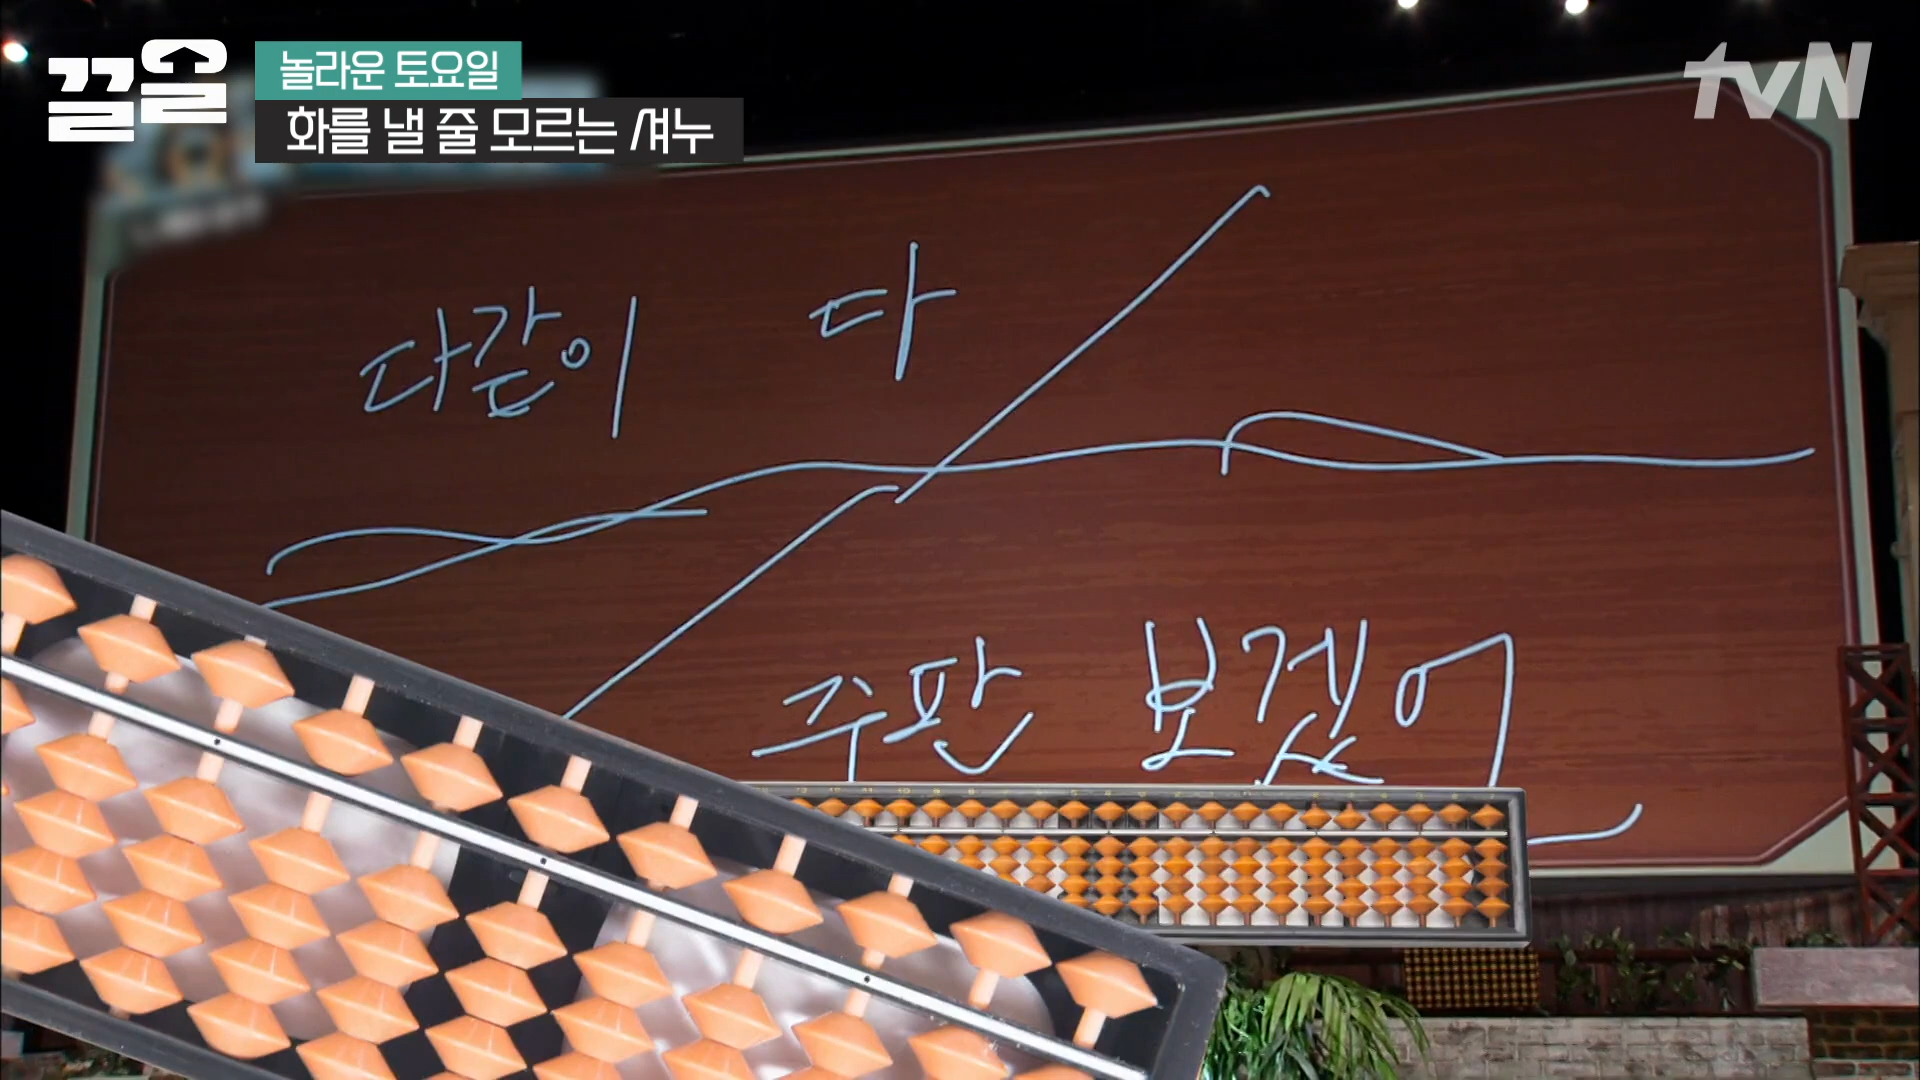 끌올
놀라운 토요일
tvN
화를 낼 줄 모르는 셔누
다같이 다
주판 보겠어